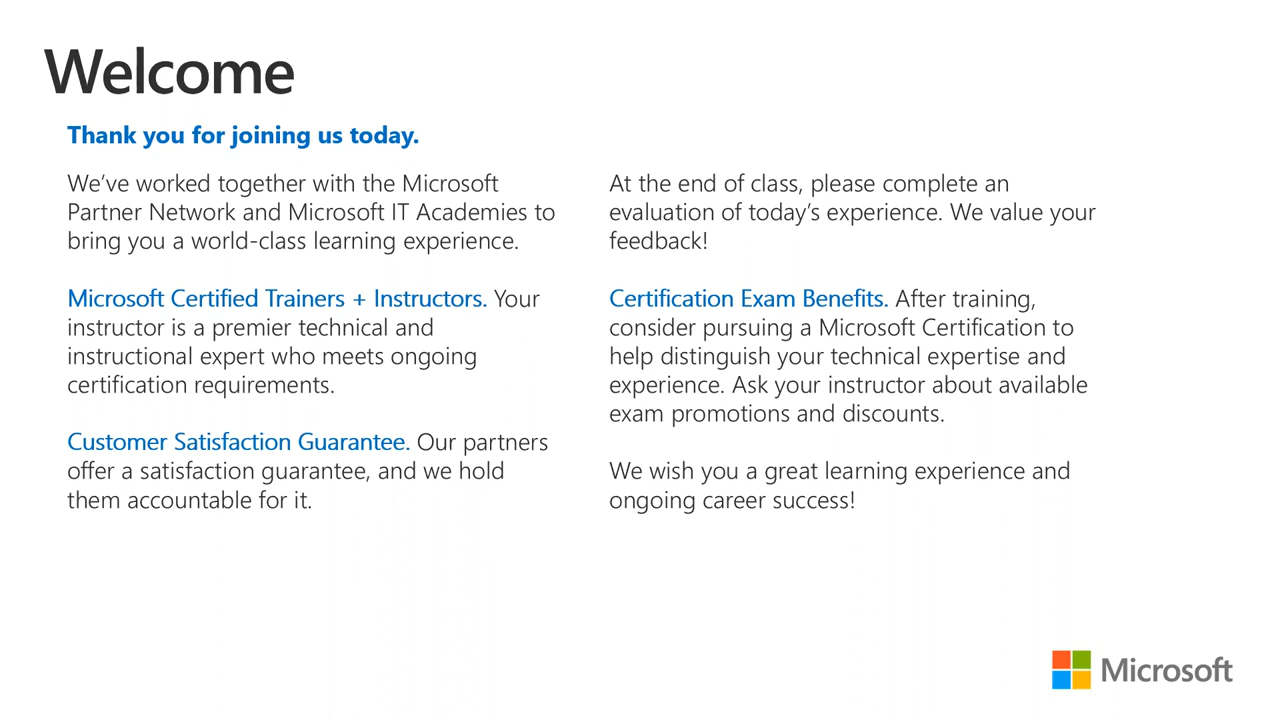 Welcome
Thank you for joining us today.
We’ve worked together with the Microsoft
Partner Network and Microsoft IT Academies to
bring you a world-class learning experience.
Microsoft Certified Trainers + Instructors. Your
instructor is a premier technical and
instructional expert who meets ongoing
certification requirements.
Customer Satisfaction Guarantee. Our partners
offer a satisfaction guarantee, and we hold
them accountable for it.
At the end of class, please complete an
evaluation of today’s experience. We value your
feedback!
Certification Exam Benefits. After training,
consider pursuing a Microsoft Certification to
help distinguish your technical expertise and
experience. Ask your instructor about available
exam promotions and discounts.
We wish you a great learning experience and
ongoing career success!
Microsoft